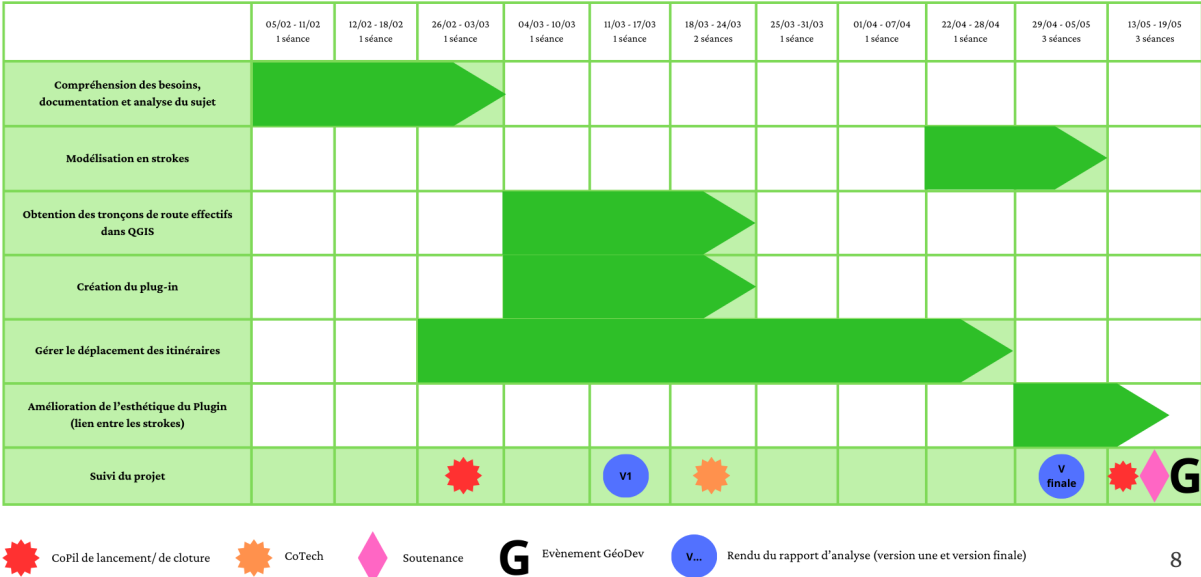 05/02 - 11/02
1 séance
12/02 - 18/02
1 séance
26/02 - 03/03
1 séance
04/03 - 10/03
1 séance
11/03 - 17/03
1 séance
18/03 - 24/03
2 séances
25/03 -31/03
1 séance
01/04 - 07/04
1 séance
22/04 - 28/04
1 séance
29/04 - 05/05
3 séances
13/05 - 19/05
3 séances
Compréhension des besoins,
documentation et analyse du sujet
Modélisation en strokes
Obtention des tronçons de route effectifs
dans QGIS
Création du plug-in
Gérer le déplacement des itinéraires
Amélioration de l'esthétique du Plugin
(lien entre les strokes)
Suivi du projet
V1
V
finale
G
CoPil de lancement/ de cloture
CoTech
Soutenance
G
Evènement GéoDev
V...
Rendu du rapport d'analyse (version une et version finale)
8